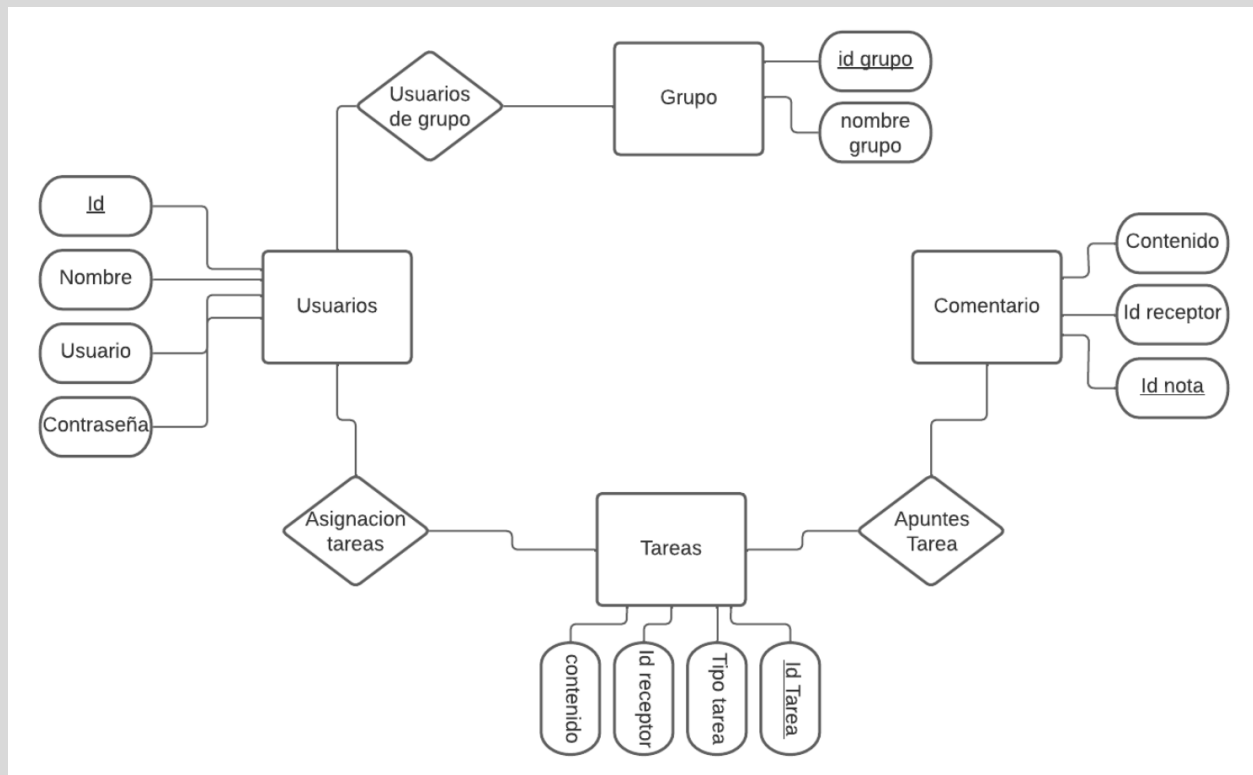 Usuarios
de grupo
Grupo
id grupo
nombre
grupo
Id
Nombre
Usuario
Contraseña
Usuarios
Comentario
Contenido
Id receptor
Id nota
Asignacion
tareas
Tareas
Apuntes
Tarea
contenido
Id receptor
Tipo tarea
Id Tarea